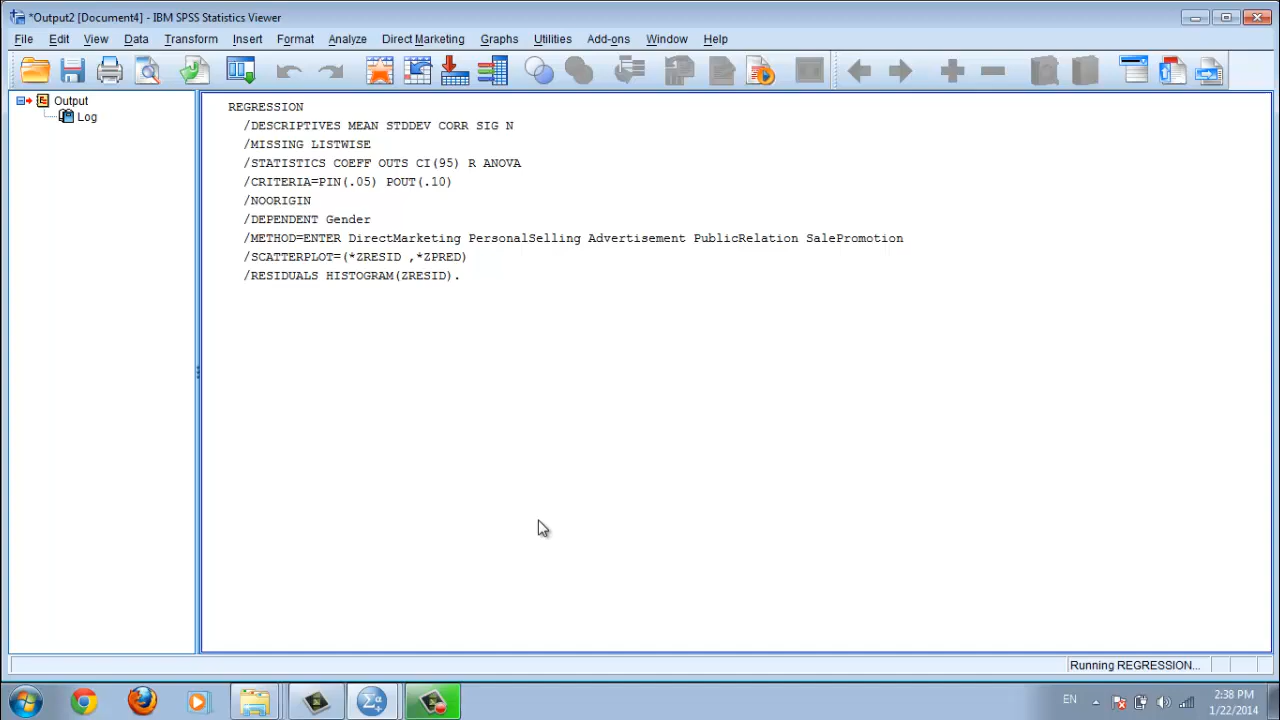 *Output2 [Document4] - IBM SPSS Statistics Viewer
File Edit View Data Transform Insert Format Analyze Direct Marketing Graphs Utilities Add-ons Window Help
Output
Log
REGRESSION
/DESCRIPTIVES MEAN STDDEV CORR SIG N
/MISSING LISTWISE
/STATISTICS COEFF OUTS CI(95) R ANOVA
/CRITERIA=PIN(.05) POUT(.10)
/NOORIGIN
/DEPENDENT Gender
/METHOD=ENTER DirectMarketing PersonalSelling Advertisement PublicRelation SalePromotion
/SCATTERPLOT=(*ZRESID ,*ZPRED)
/RESIDUALS HISTOGRAM(ZRESID).
Running REGRESSION...
EN
2:38 PM
1/22/2014